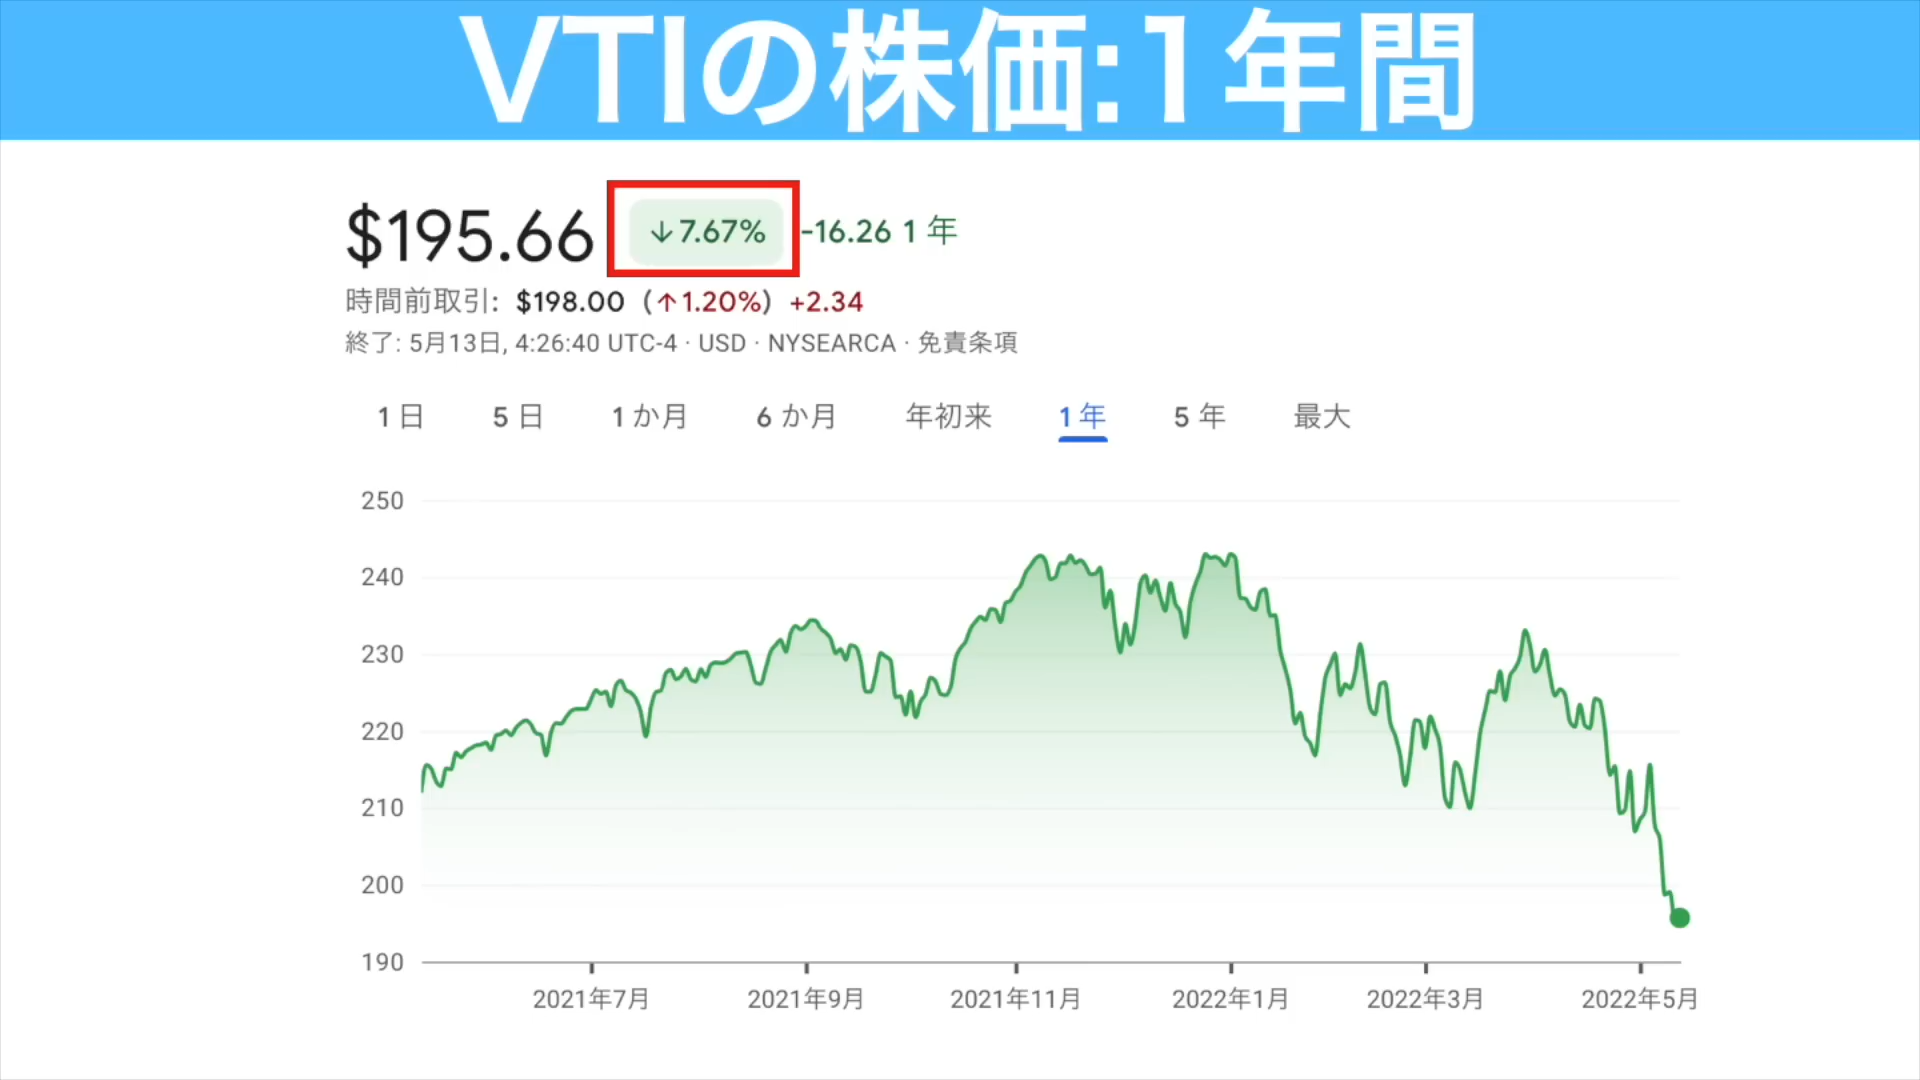 VTIの株価:1年間
$195.66 ↓7.67% -16.26 1 年
時間前取引: $198.00 (↑1.20%) +2.34
終了: 5月13日, 4:26:40 UTC-4 · USD · NYSEARCA · 免責条項
1 日 5 日 1 か月 6 か月 年初来 1 年 5 年 最大
250
240
230
220
210
200
190
2021年7月 2021年9月 2021年11月 2022年1月 2022年3月 2022年5月